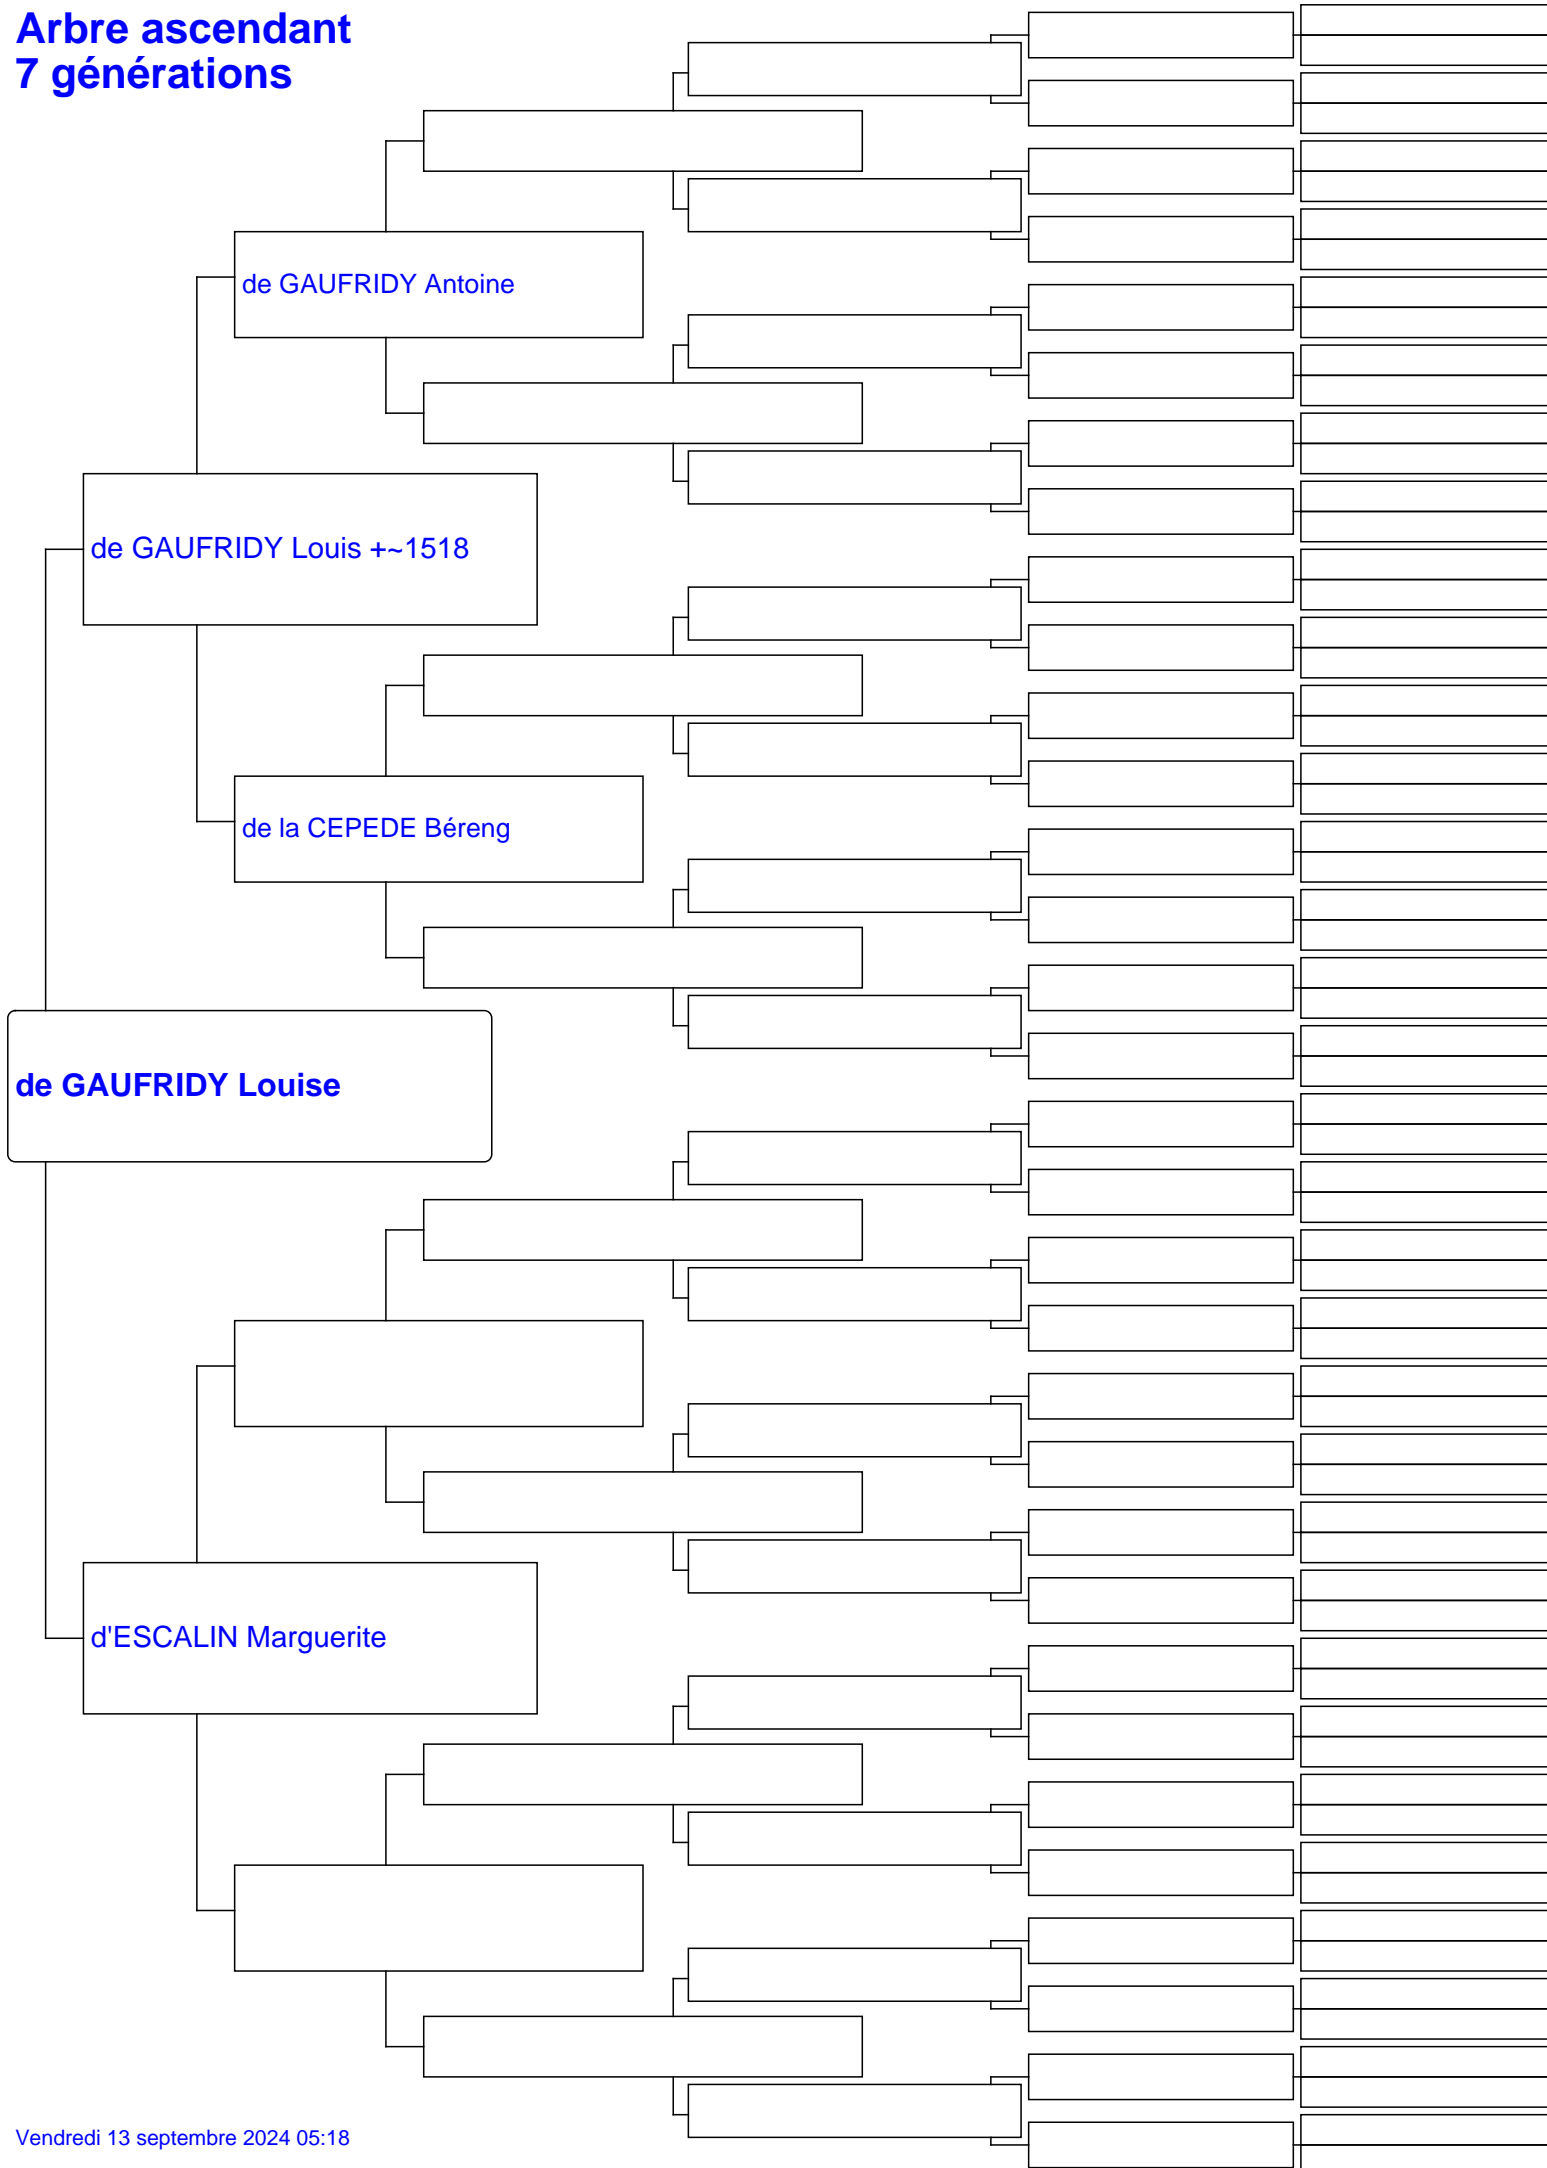 Arbre ascendant
7 générations
de GAUFRIDY Antoine
de GAUFRIDY Louis +~1518
de la CEPEDE Béreng
de GAUFRIDY Louise
d'ESCALIN Marguerite
Vendredi 13 septembre 2024 05:18